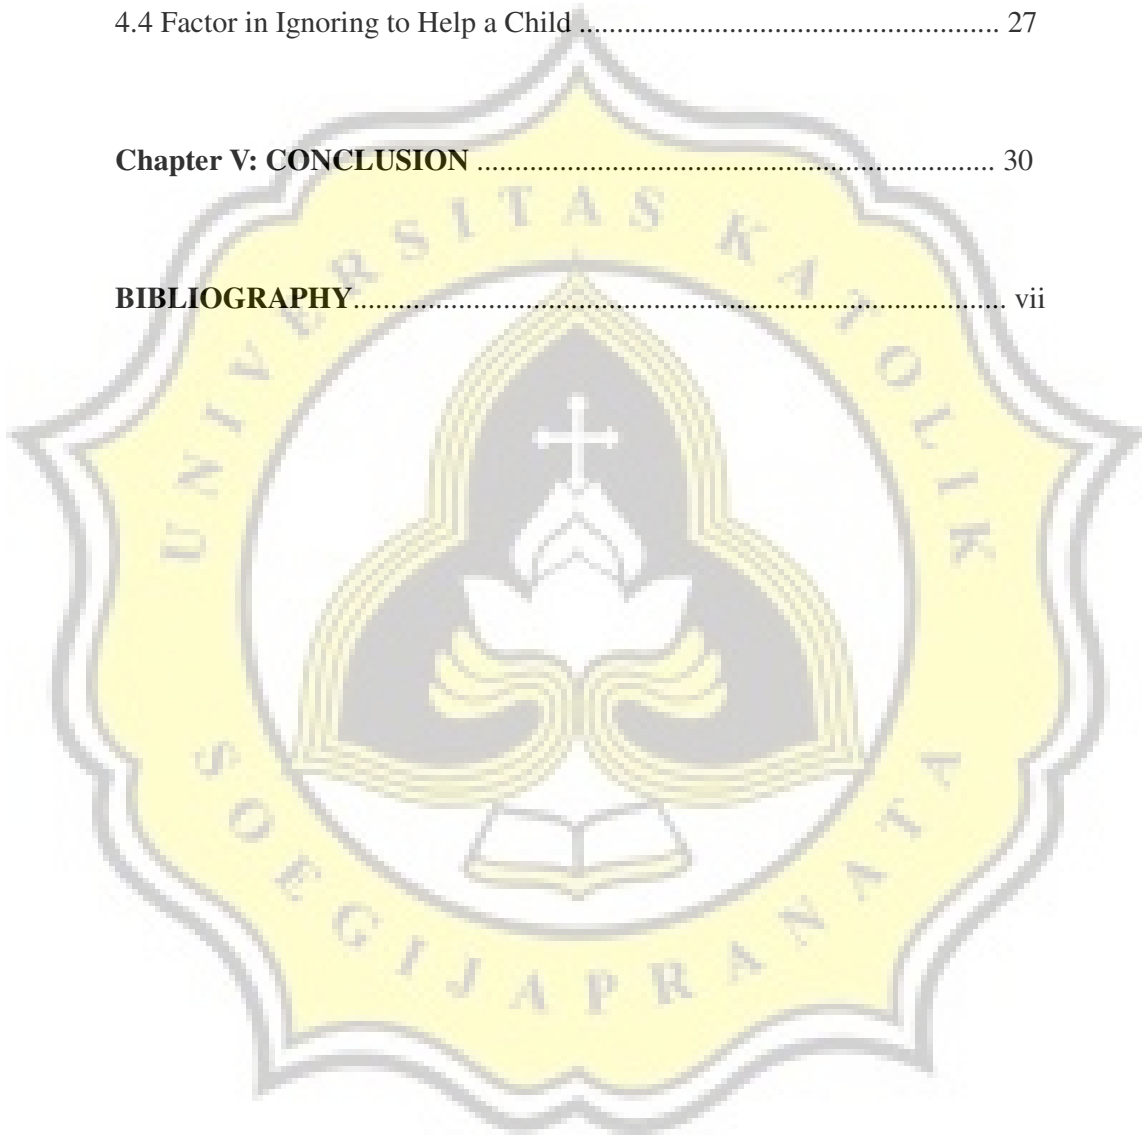 4.4 Factor in Ignoring to Help a Child ........................................................ 27
Chapter V: CONCLUSION ..................................................................... 30
BIBLIOGRAPHY....................................................................................... vii
UNIVERSITAS KATOLIK
SOEGIJAPRANATA